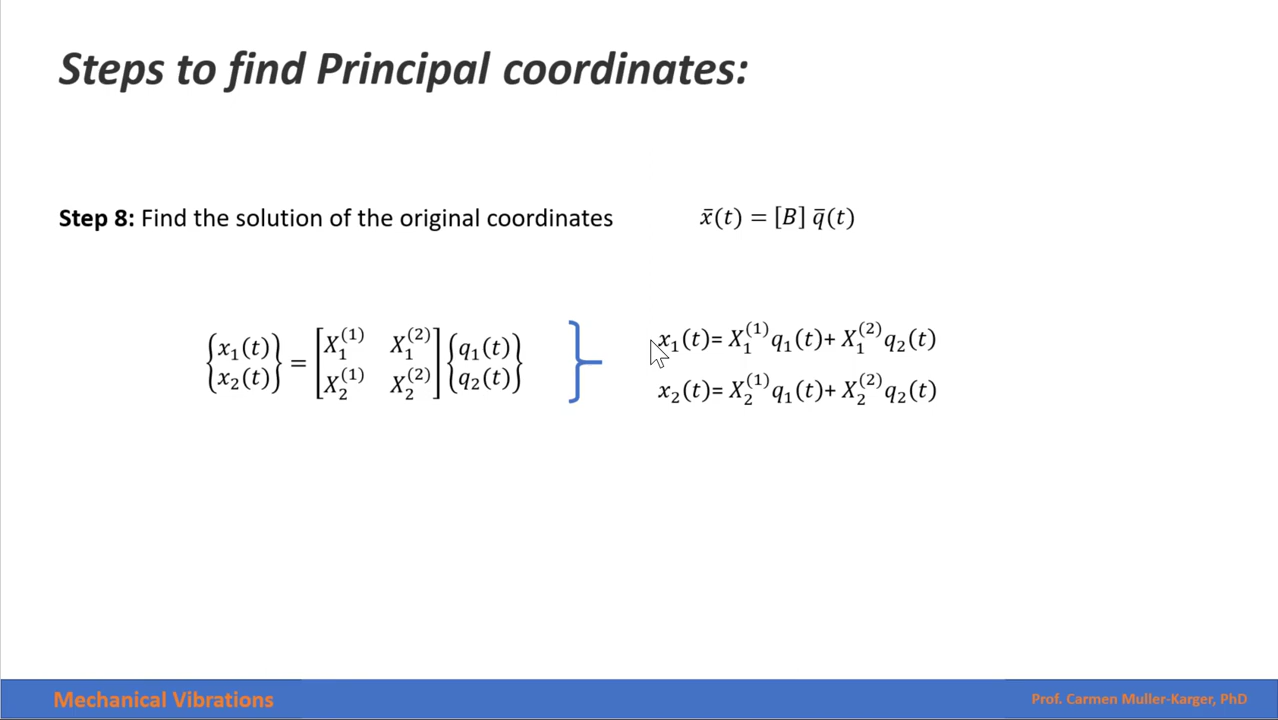 Steps to find Principal coordinates:
Step 8: Find the solution of the original coordinates x̄(t) = [B] q̄(t)
{x₁(t) x₂(t)} = [X₁⁽¹⁾ X₁⁽²⁾ X₂⁽¹⁾ X₂⁽²⁾] {q₁(t) q₂(t)}
x₁(t)= X₁⁽¹⁾q₁(t)+ X₁⁽²⁾q₂(t)
x₂(t)= X₂⁽¹⁾q₁(t)+ X₂⁽²⁾q₂(t)
Mechanical Vibrations
Prof. Carmen Muller-Karger, PhD